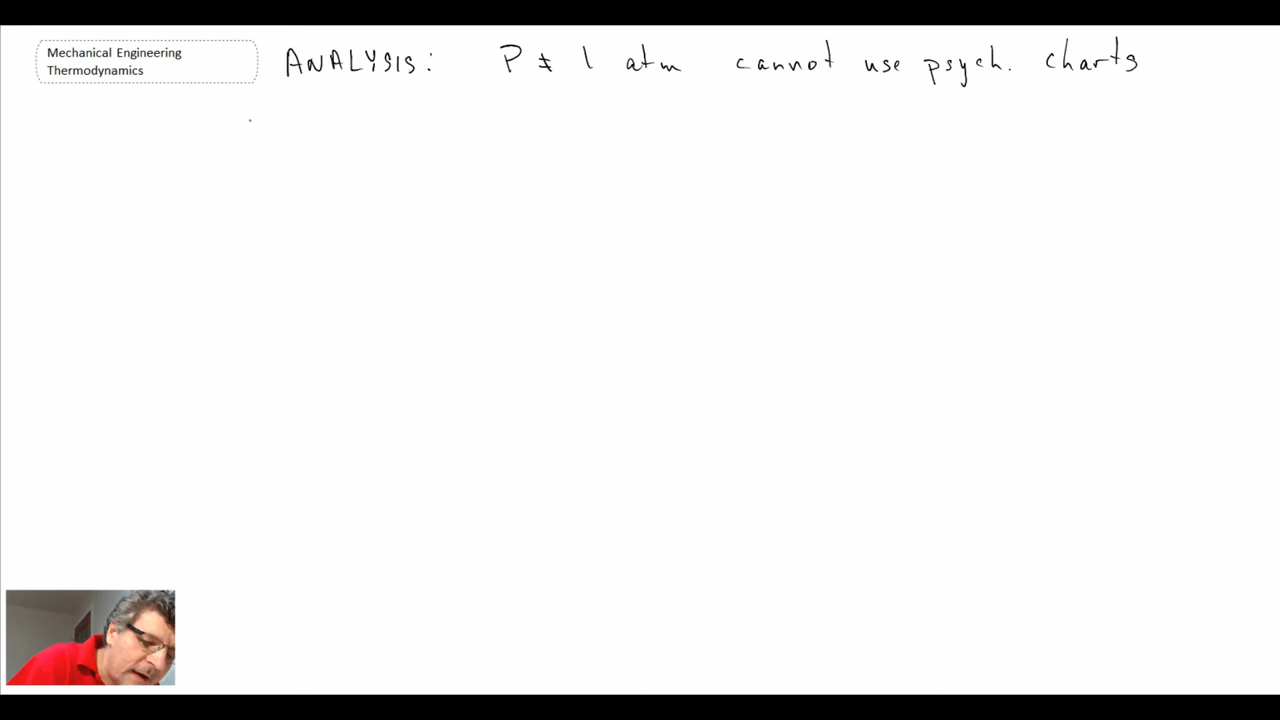 Mechanical Engineering
Thermodynamics
ANALYSIS: P ≠ 1 atm cannot use psych. charts